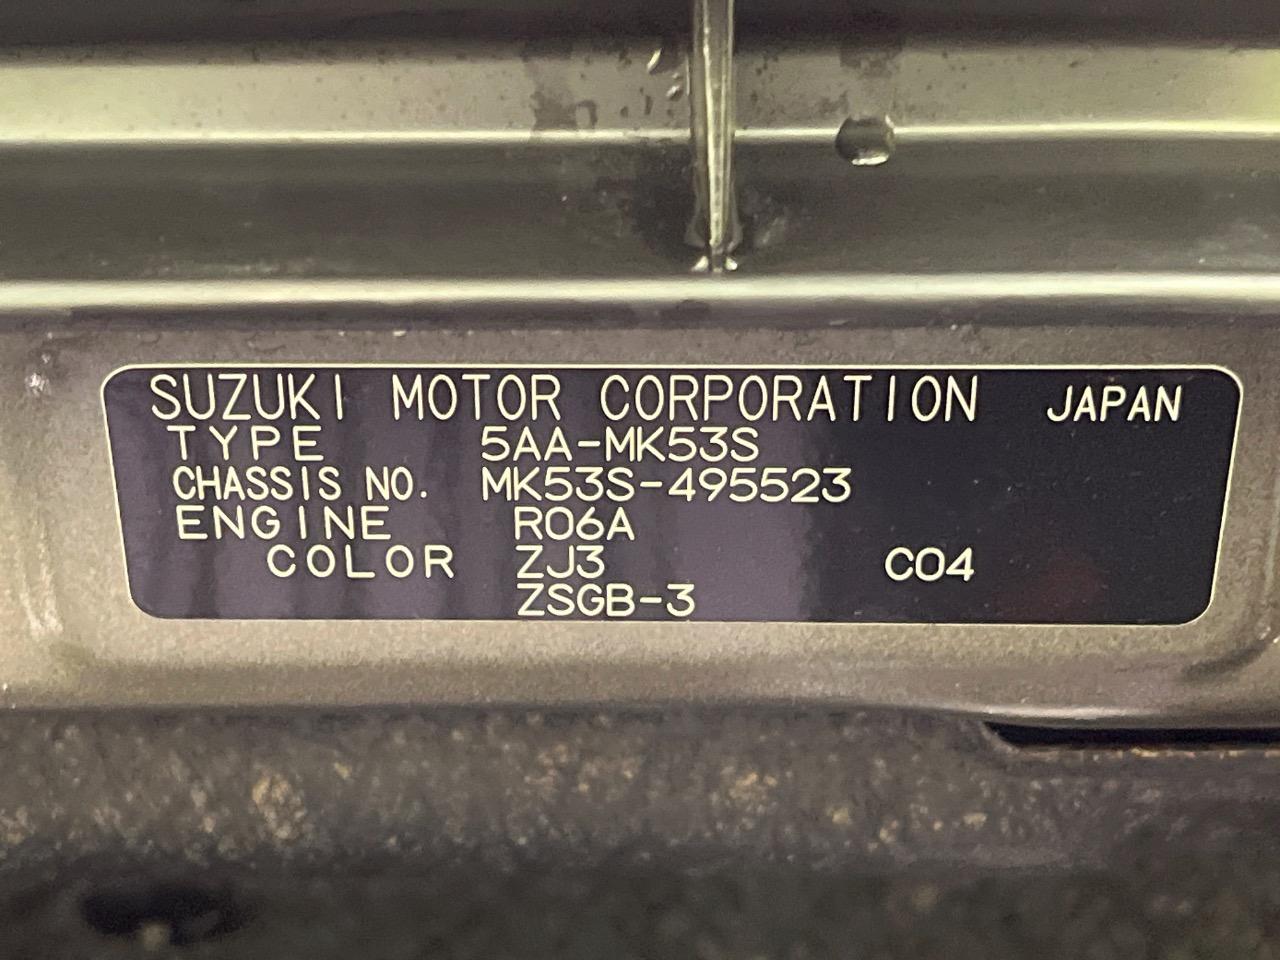 SUZUKI MOTOR CORPORATION JAPAN
TYPE 5AA-MK53S
CHASSIS NO. MK53S-495523
ENGINE R06A
COLOR ZJ3 C04
ZSGB-3